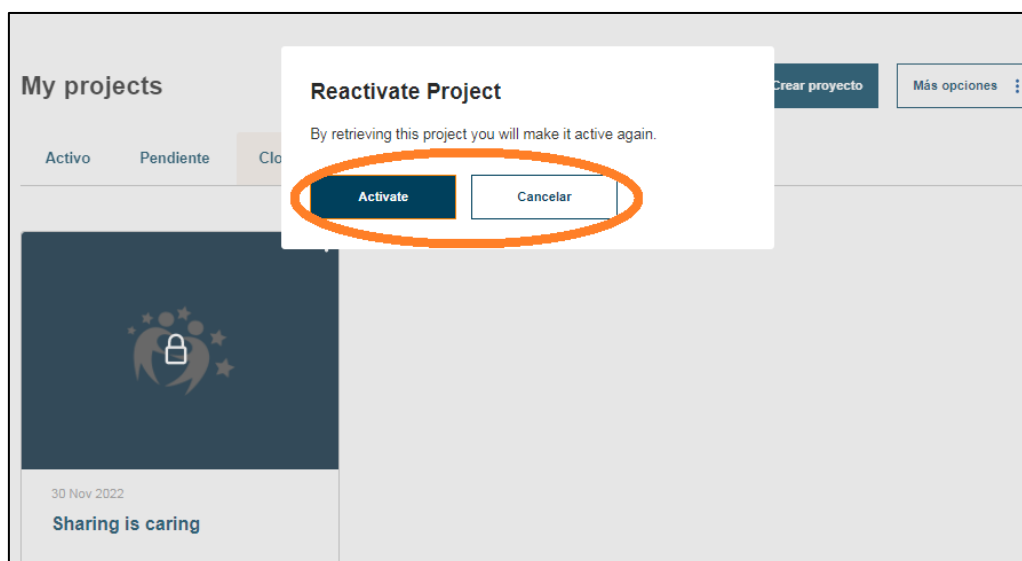 My projects
Reactivate Project
Crear proyecto
Más opciones
By retrieving this project you will make it active again.
Activo
Pendiente
Activate
Cancelar
30 Nov 2022
Sharing is caring